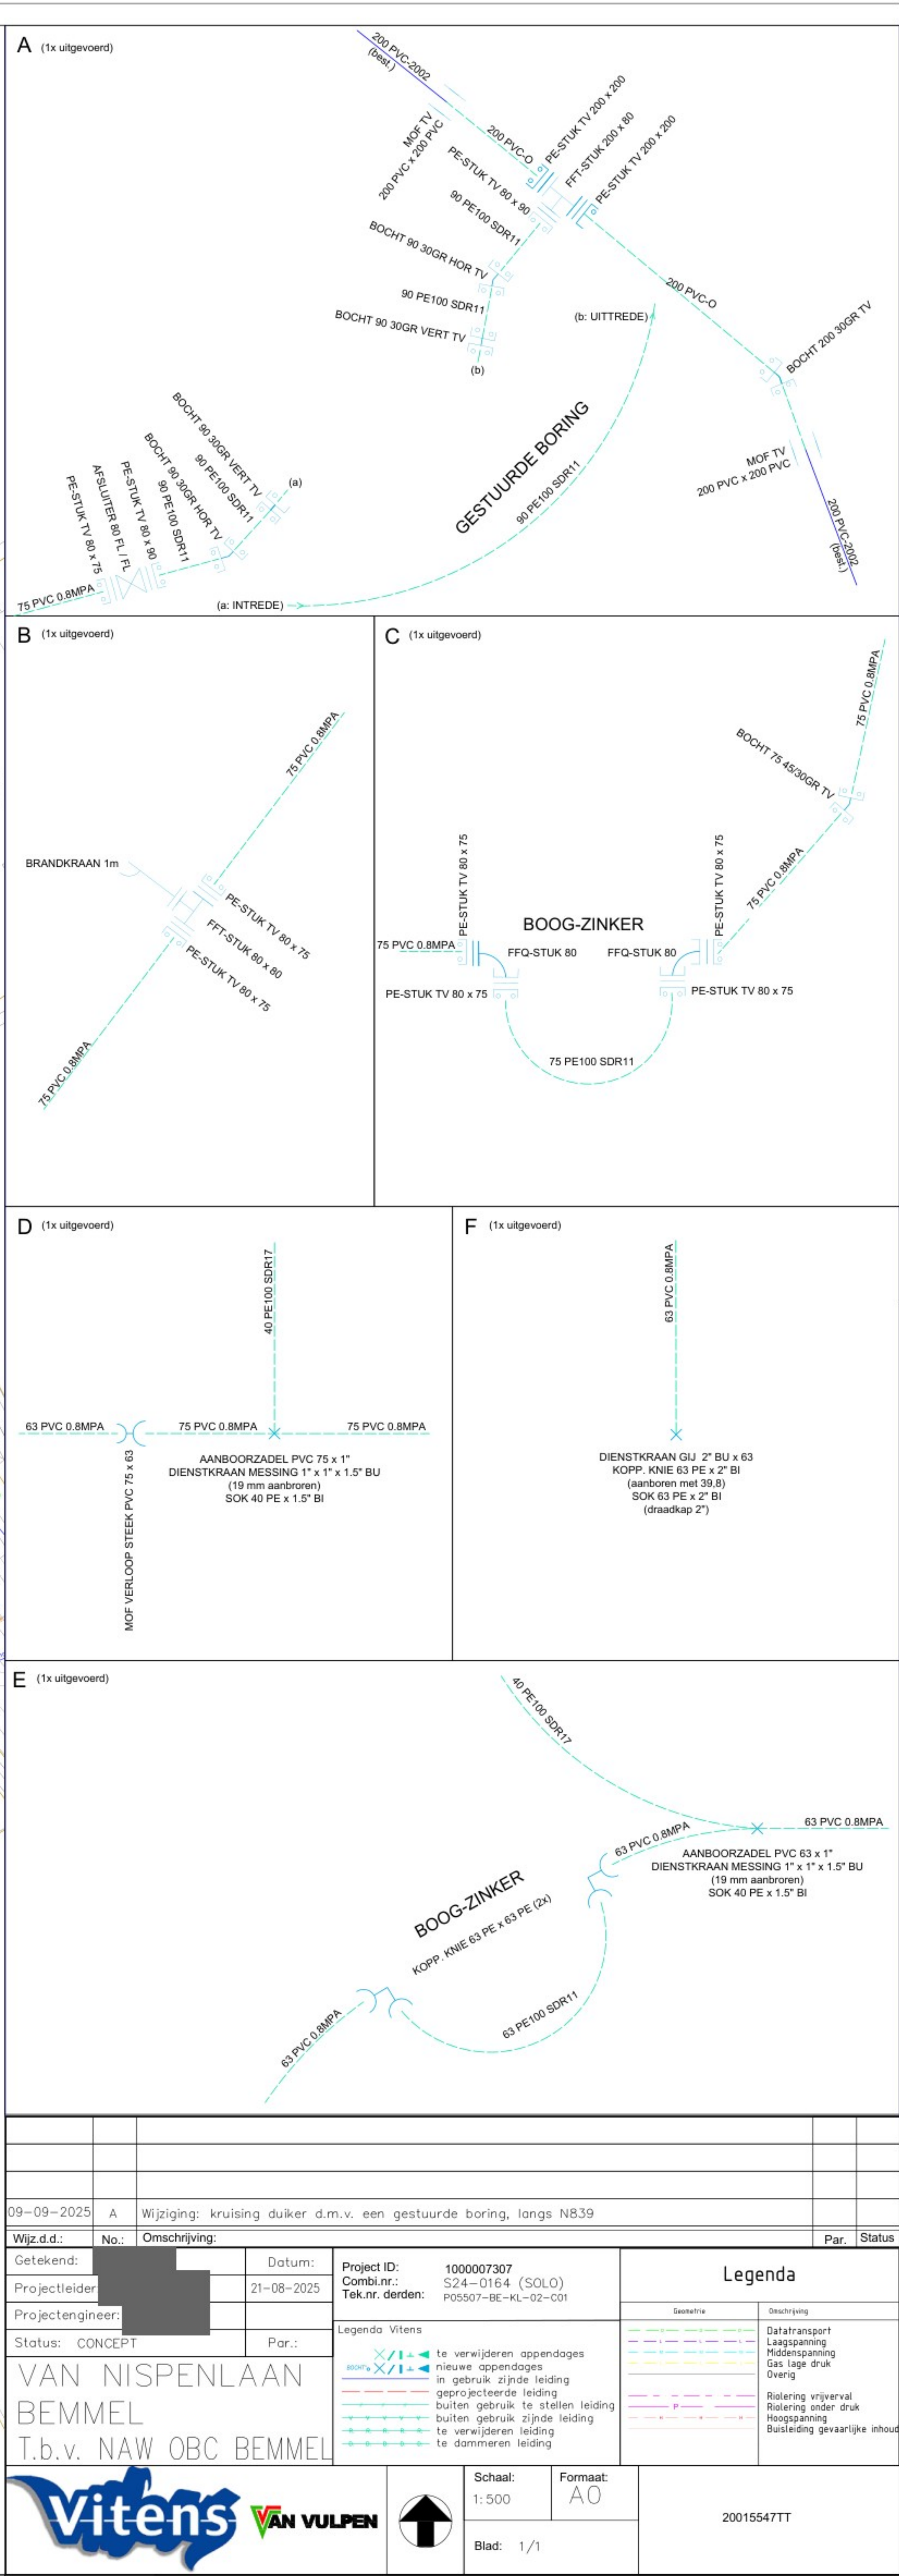 A (1x uitgevoerd)
200 PVC-2002
(best.)
MOF TV
200 PVC x 200 PVC
200 PVC-O
PE-STUK TV 200 x 200
FFT-STUK 200 x 80
PE-STUK TV 200 x 200
PE-STUK TV 80 x 90
90 PE100 SDR11
BOCHT 90 30GR HOR TV
90 PE100 SDR11
BOCHT 90 30GR VERT TV
(b)
200 PVC-O
(b: UITTREDE)
BOCHT 200 30GR TV
MOF TV
200 PVC x 200 PVC
200 PVC-2002
(best.)
GESTUURDE BORING
90 PE100 SDR11
BOCHT 90 30GR VERT TV
90 PE100 SDR11
BOCHT 90 30GR HOR TV
90 PE100 SDR11
PE-STUK TV 80 x 90
AFSLUITER 80 FL / FL
PE-STUK TV 80 x 75
(a)
75 PVC 0.8MPA
(a: INTREDE)
B (1x uitgevoerd)
75 PVC 0.8MPA
BRANDKRAAN 1m
PE-STUK TV 80 x 75
FFT-STUK 80 x 80
PE-STUK TV 80 x 75
75 PVC 0.8MPA
C (1x uitgevoerd)
75 PVC 0.8MPA
BOCHT 75 45/30GR TV
75 PVC 0.8MPA
PE-STUK TV 80 x 75
PE-STUK TV 80 x 75
BOOG-ZINKER
75 PVC 0.8MPA
FFQ-STUK 80
FFQ-STUK 80
PE-STUK TV 80 x 75
PE-STUK TV 80 x 75
75 PE100 SDR11
D (1x uitgevoerd)
40 PE100 SDR17
63 PVC 0.8MPA
75 PVC 0.8MPA
75 PVC 0.8MPA
MOF VERLOOP STEEK PVC 75 x 63
AANBOORZADEL PVC 75 x 1"
DIENSTKRAAN MESSING 1" x 1" x 1.5" BU
(19 mm aanbroren)
SOK 40 PE x 1.5" BI
F (1x uitgevoerd)
63 PVC 0.8MPA
DIENSTKRAAN GIJ 2" BU x 63
KOPP. KNIE 63 PE x 2" BI
(aanboren met 39,8)
SOK 63 PE x 2" BI
(draadkap 2")
E (1x uitgevoerd)
40 PE100 SDR17
63 PVC 0.8MPA
63 PVC 0.8MPA
AANBOORZADEL PVC 63 x 1"
DIENSTKRAAN MESSING 1" x 1" x 1.5" BU
(19 mm aanbroren)
SOK 40 PE x 1.5" BI
BOOG-ZINKER
KOPP. KNIE 63 PE x 63 PE (2x)
63 PE100 SDR11
63 PVC 0.8MPA
09-09-2025 A Wijziging: kruising duiker d.m.v. een gestuurde boring, langs N839
Wijz.d.d.: No.: Omschrijving: Par. Status
Getekend: Datum:
Projectleider 21-08-2025
Projectengineer:
Status: CONCEPT Par.:
VAN NISPENLAAN
BEMMEL
T.b.v. NAW OBC BEMMEL
Project ID: 1000007307
Combi.nr.: S24-0164 (SOLO)
Tek.nr. derden: P05507-BE-KL-02-C01
Legenda Vitens
te verwijderen appendages
BOCHT nieuwe appendages
in gebruik zijnde leiding
geprojecteerde leiding
buiten gebruik te stellen leiding
buiten gebruik zijnde leiding
te verwijderen leiding
te dammeren leiding
Legenda
Geometrie Omschrijving
Datatransport
Laagspanning
Middenspanning
Gas lage druk
Overig
Riolering vrijverval
Riolering onder druk
Hoogspanning
Buisleiding gevaarlijke inhoud
Vitens
VAN VULPEN
Schaal: 1:500
Formaat: A0
Blad: 1/1
20015547TT